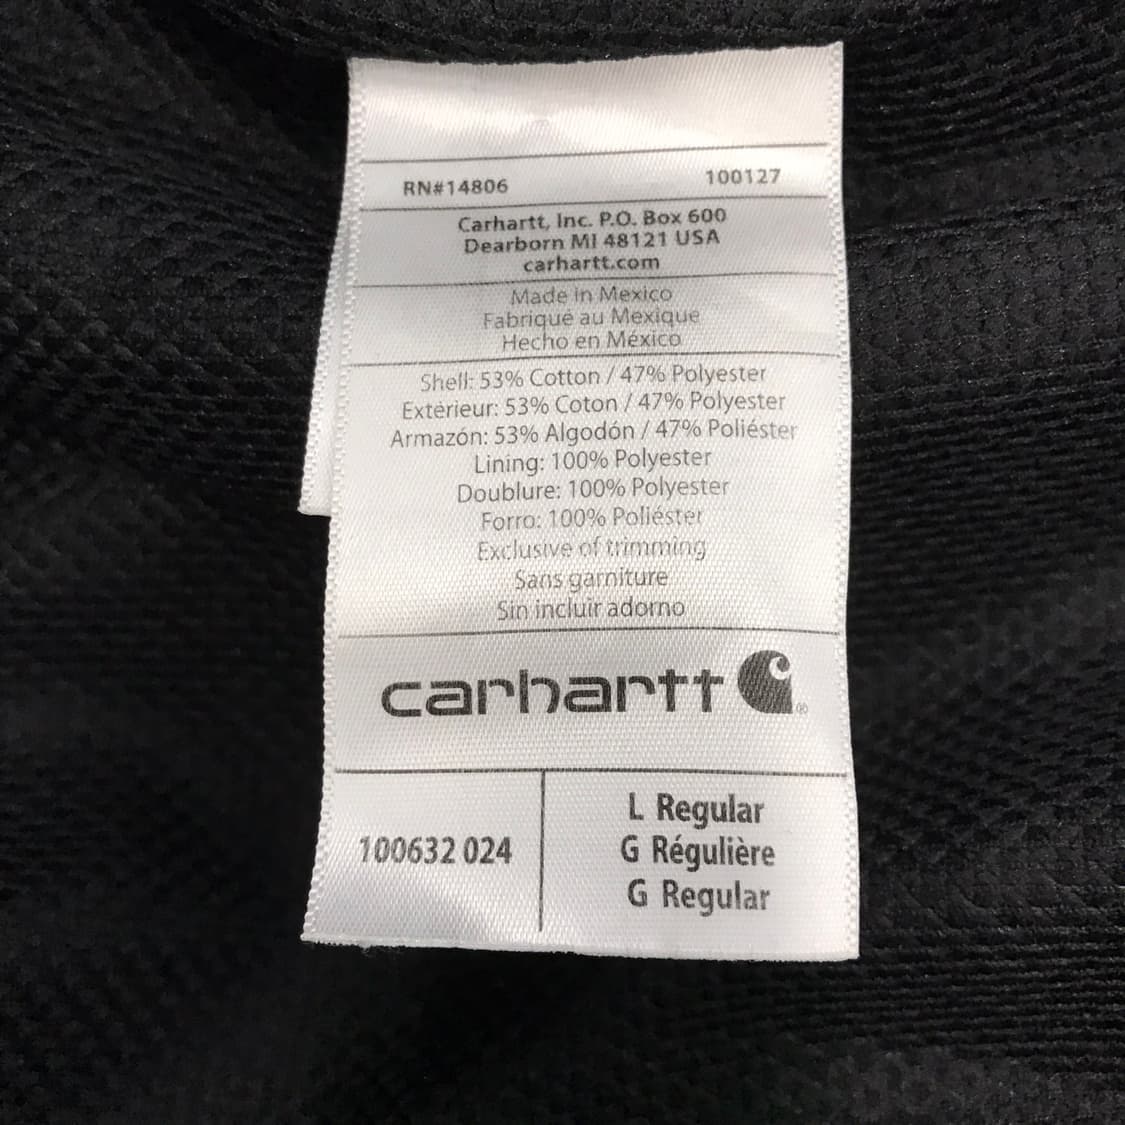 RN#14806 100127
Carhartt, Inc. P.O. Box 600
Dearborn MI 48121 USA
carhartt.com
Made in Mexico
Fabriqué au Mexique
Hecho en México
Shell: 53% Cotton / 47% Polyester
Extérieur: 53% Coton / 47% Polyester
Armazón: 53% Algodón / 47% Poliéster
Lining: 100% Polyester
Doublure: 100% Polyester
Forro: 100% Poliéster
Exclusive of trimming
Sans garniture
Sin incluir adorno
carhartt ®
100632 024
L Regular
G Régulière
G Regular